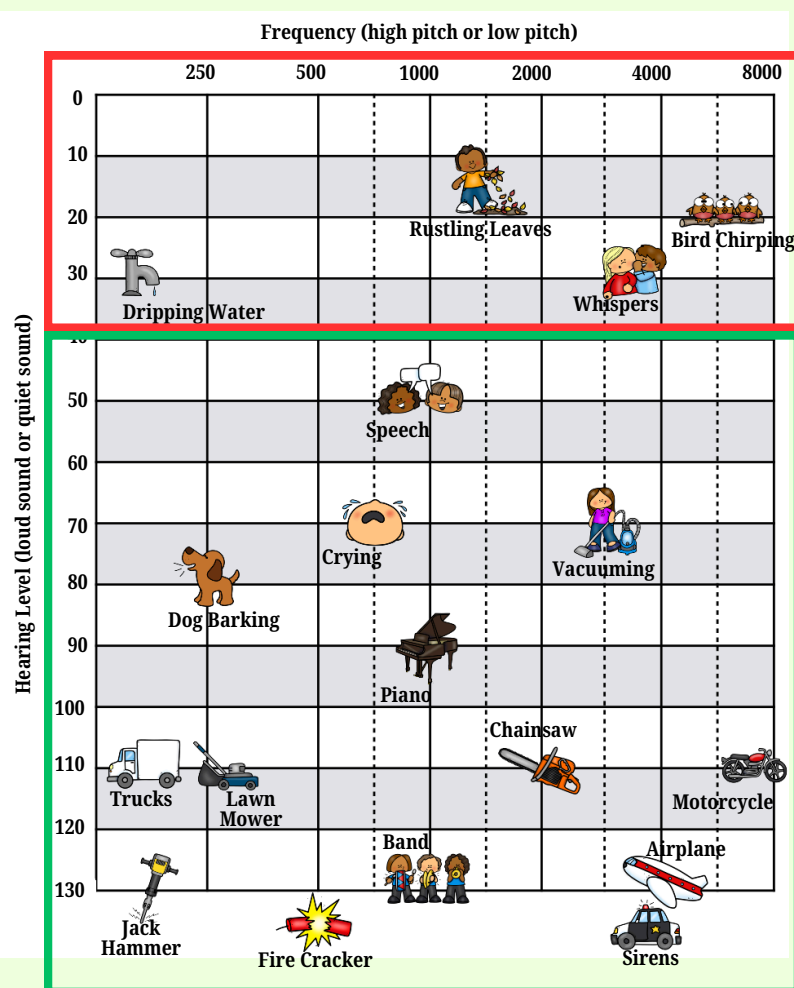 Frequency (high pitch or low pitch)
250 500 1000 2000 4000 8000
0
10
20
Rustling Leaves
Bird Chirping
30
Dripping Water
Whispers
Hearing Level (loud sound or quiet sound)
50
Speech
60
70
Crying
Vacuuming
80
Dog Barking
90
Piano
100
Chainsaw
110
Trucks
Lawn
Mower
Motorcycle
120
Band
Airplane
130
Jack
Hammer
Fire Cracker
Sirens